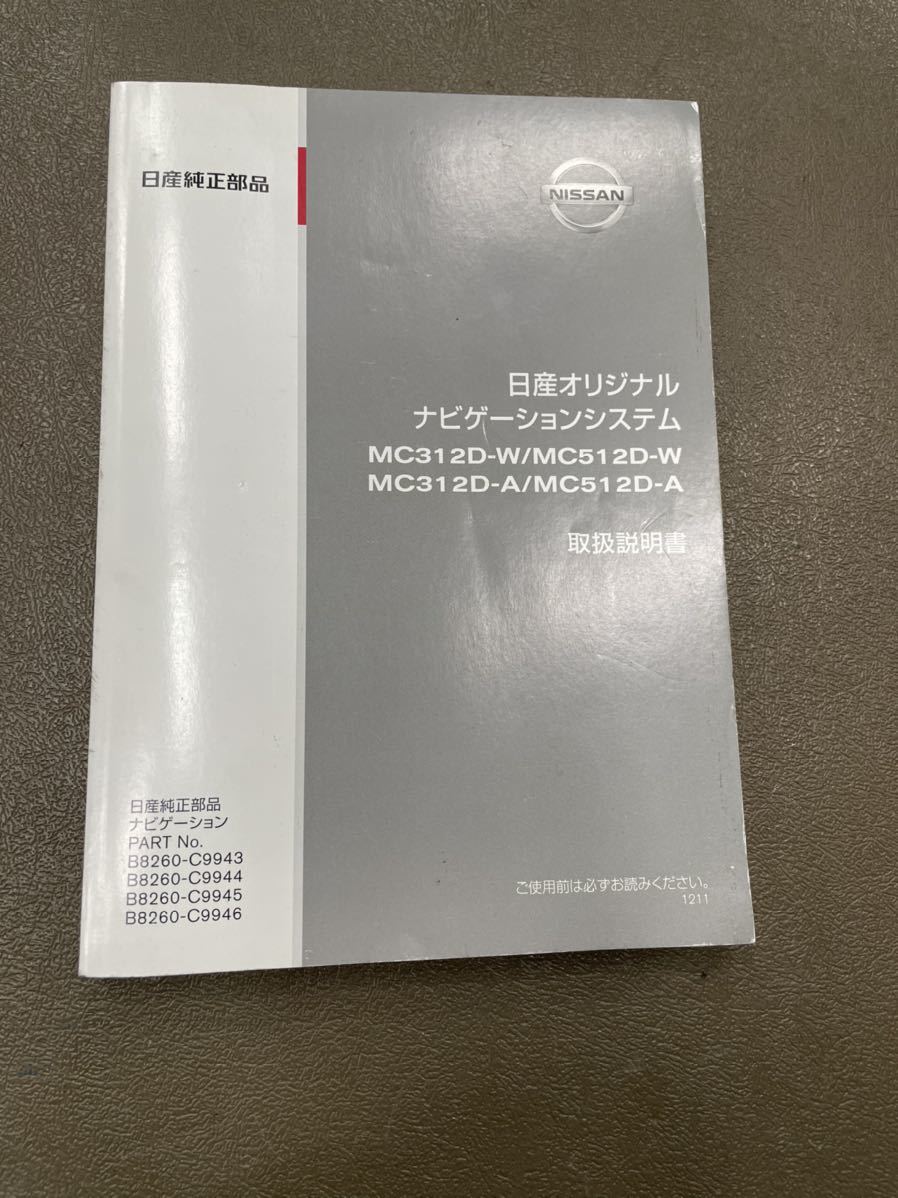 日産純正部品
NISSAN
日産オリジナル
ナビゲーションシステム
MC312D-W/MC512D-W
MC312D-A/MC512D-A
取扱説明書
日産純正部品
ナビゲーション
PART No.
B8260-C9943
B8260-C9944
B8260-C9945
B8260-C9946
ご使用前は必ずお読みください。
1211